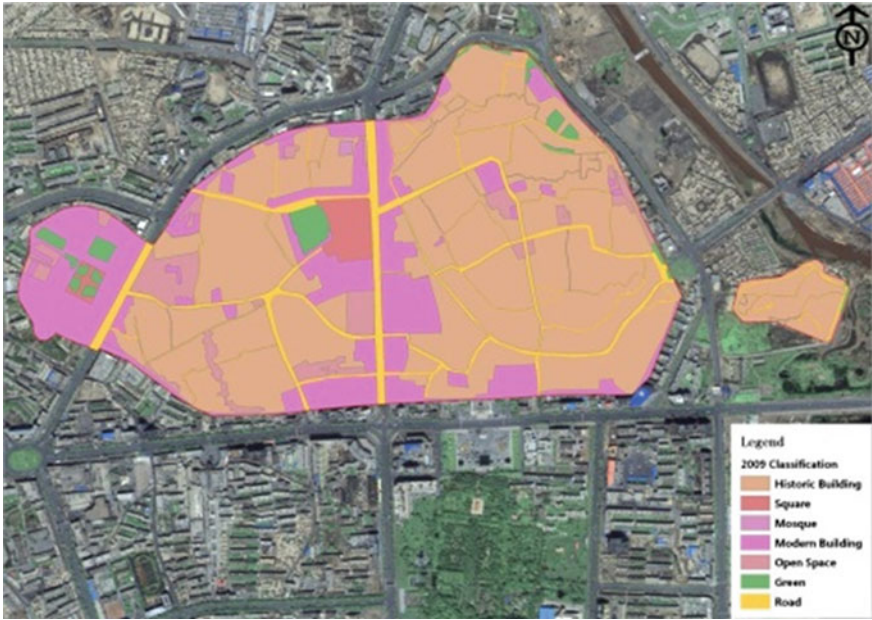 N
Legend
2009 Classification
Historic Building
Square
Mosque
Modern Building
Open Space
Green
Road